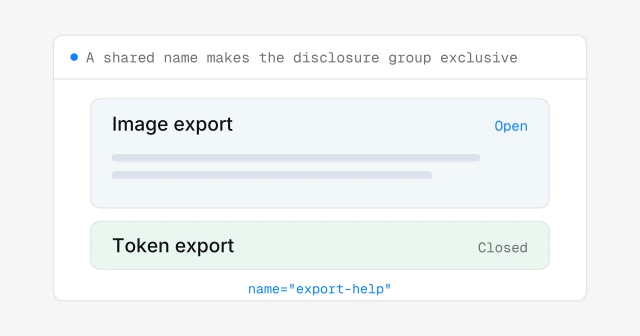 A shared name makes the disclosure group exclusive
Image export
Open
Token export
Closed
name="export-help"